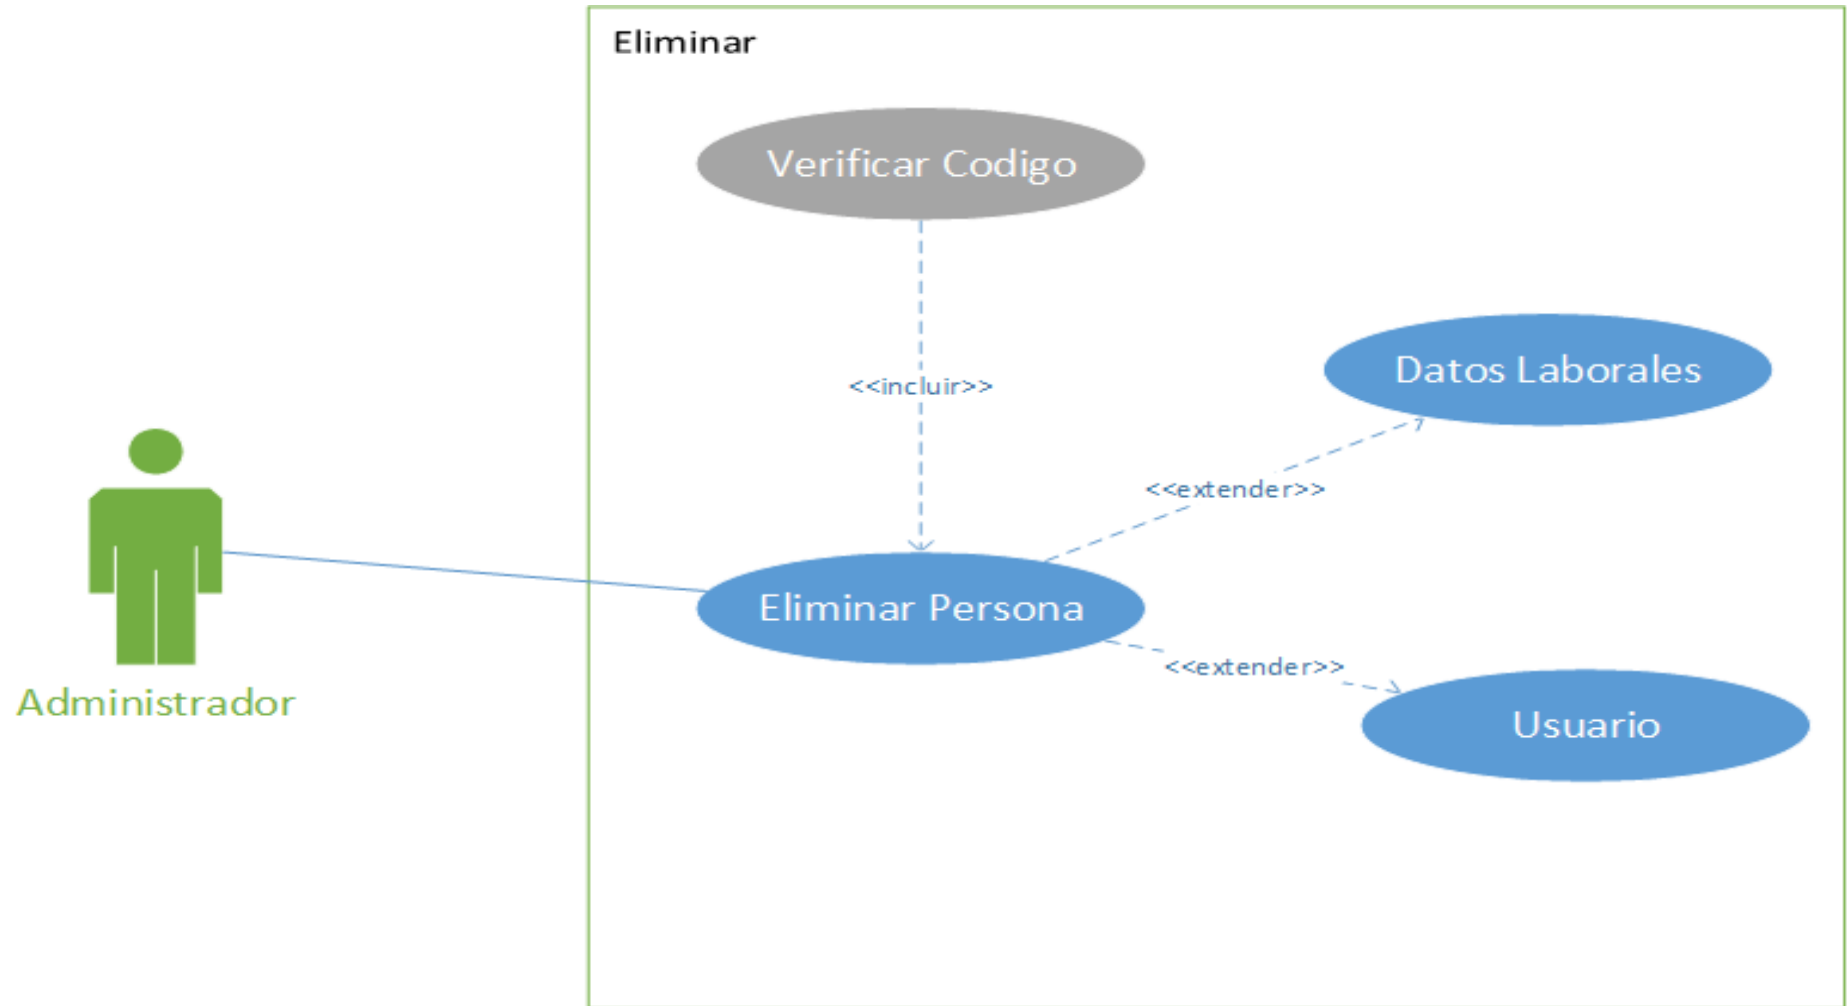 Eliminar
Verificar Codigo
<<incluir>>
Datos Laborales
<<extender>>
Eliminar Persona
<<extender>>
Administrador
Usuario